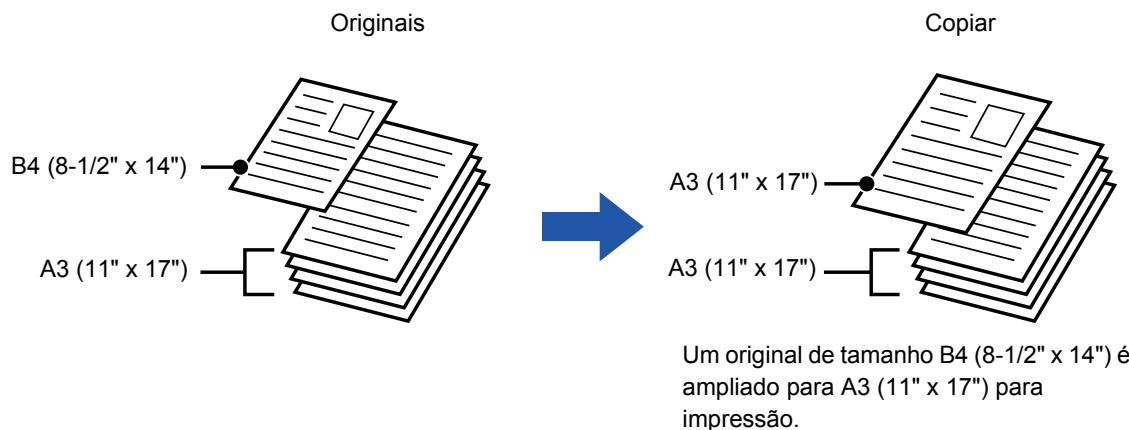 Originais
Copiar
B4 (8-1/2" x 14")
A3 (11" x 17")
A3 (11" x 17")
A3 (11" x 17")
Um original de tamanho B4 (8-1/2" x 14") é
ampliado para A3 (11" x 17") para
impressão.